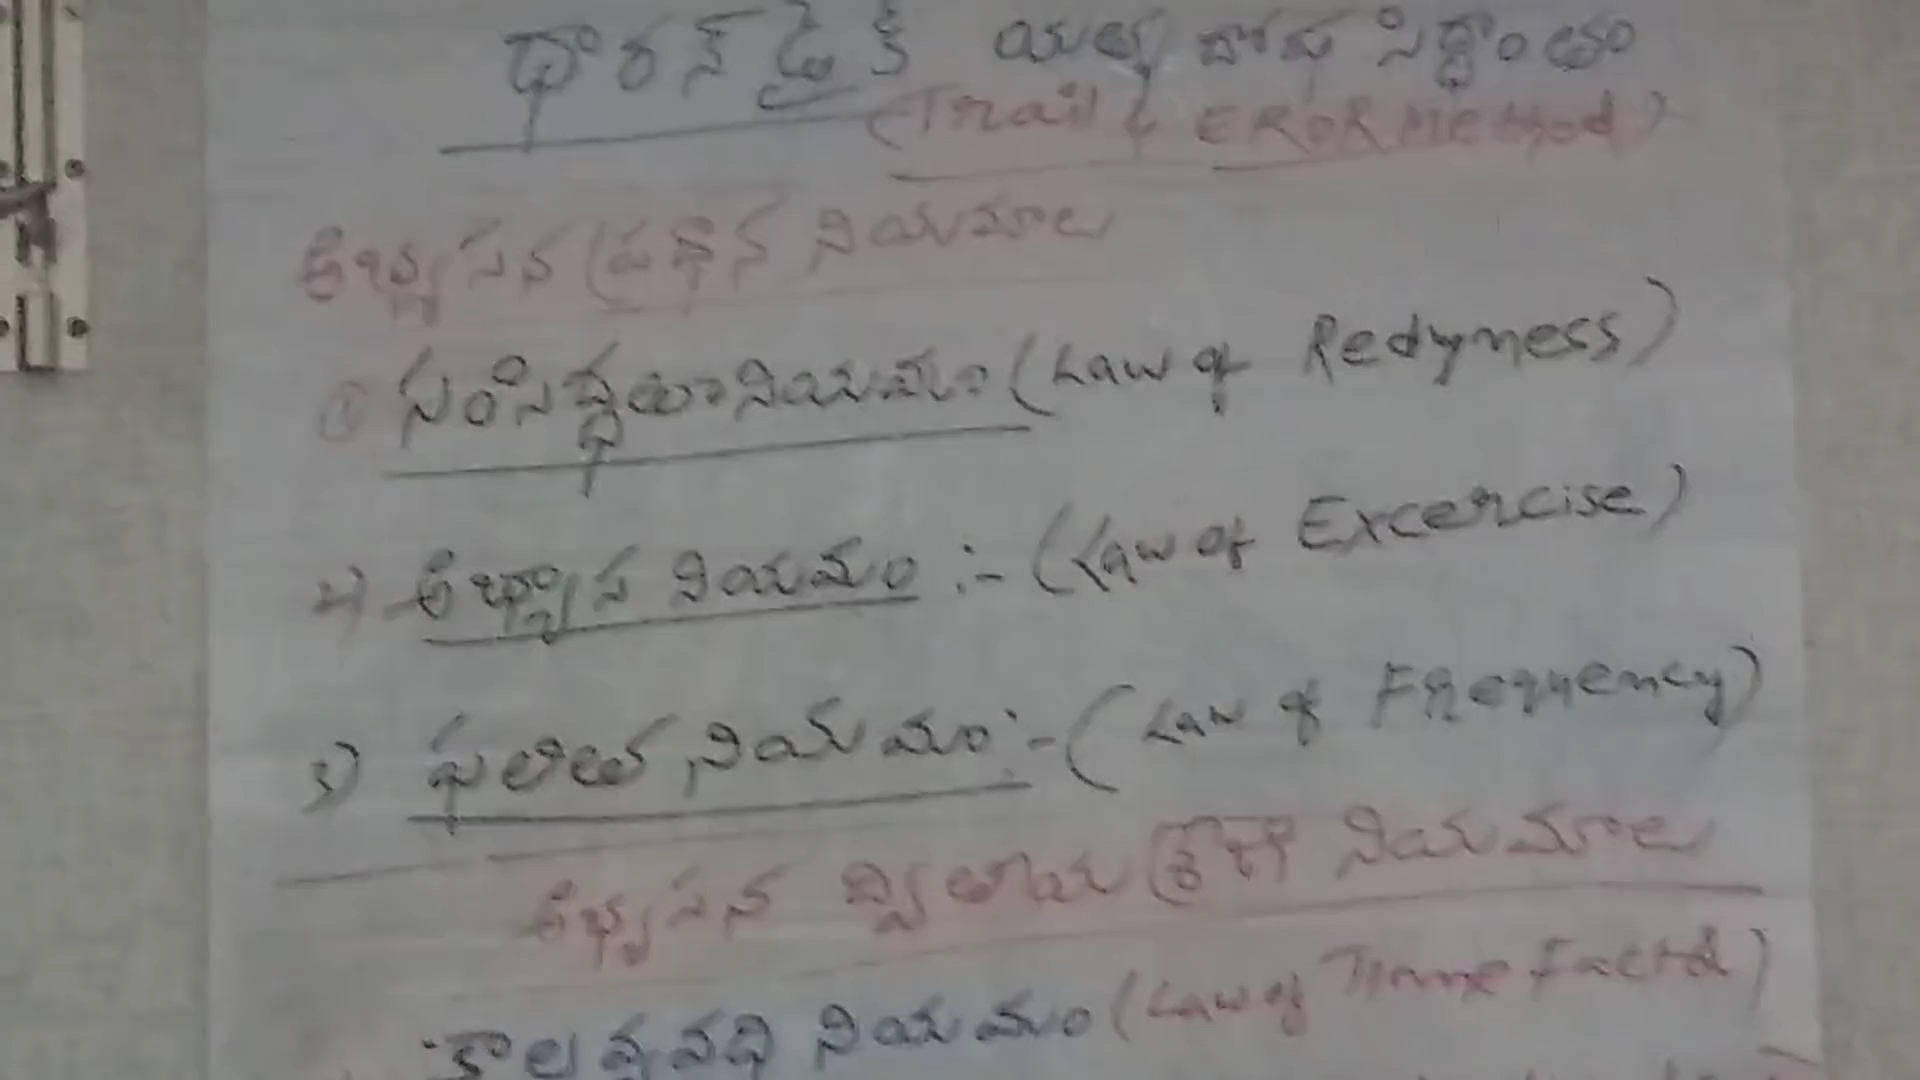 థారన్ డైక్ యత్న దోష సిద్ధాంతం
(Trail & EROR Method)
అభ్యసన ప్రధాన నియమాలు
① సంసిద్ధతా నియమం (Law of Redyness)
2) అభ్యాస నియమం :- (Law of Excercise)
3) ఫలిత నియమం :- (Law of Frequency)
అభ్యసన ద్వితీయ శ్రేణి నియమాలు
కాల వ్యవధి నియమం (Law of Time Factor)